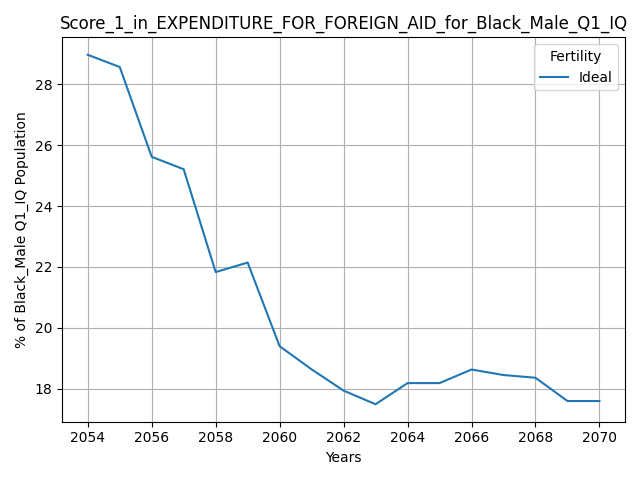 Score_1_in_EXPENDITURE_FOR_FOREIGN_AID_for_Black_Male_Q1_IQ
Fertility
Ideal
% of Black_Male Q1_IQ Population
28
26
24
22
20
18
2054 2056 2058 2060 2062 2064 2066 2068 2070
Years